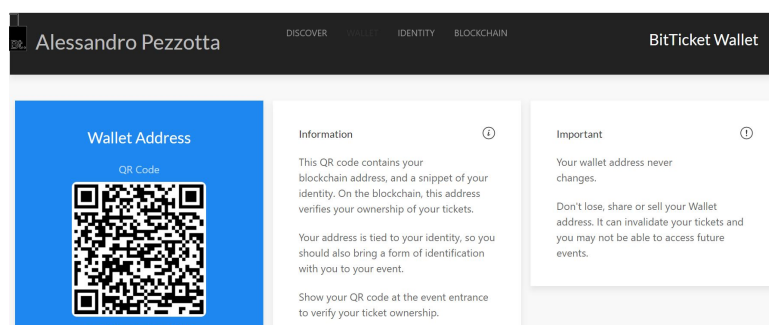 Alessandro Pezzotta
DISCOVER WALLET IDENTITY BLOCKCHAIN
BitTicket Wallet
Wallet Address
QR Code
Information
This QR code contains your
blockchain address, and a snippet of your
identity. On the blockchain, this address
verifies your ownership of your tickets.
Your address is tied to your identity, so you
should also bring a form of identification
with you to your event.
Show your QR code at the event entrance
to verify your ticket ownership.
Important
Your wallet address never
changes.
Don't lose, share or sell your Wallet
address. It can invalidate your tickets and
you may not be able to access future
events.